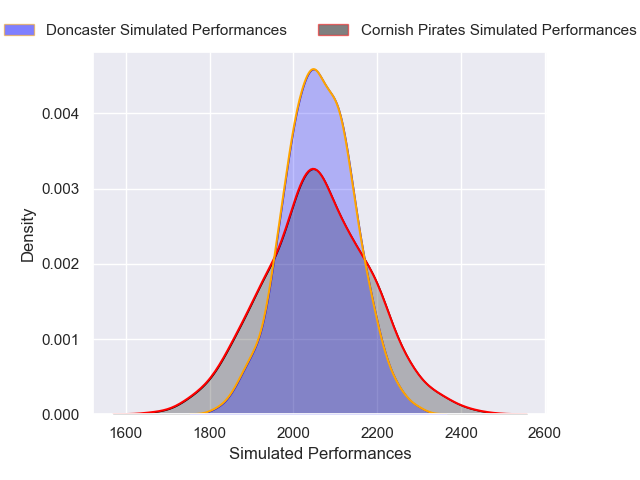 Doncaster Simulated Performances Cornish Pirates Simulated Performances
0.004
0.003
0.002
0.001
0.000
Density
1600 1800 2000 2200 2400 2600
Simulated Performances